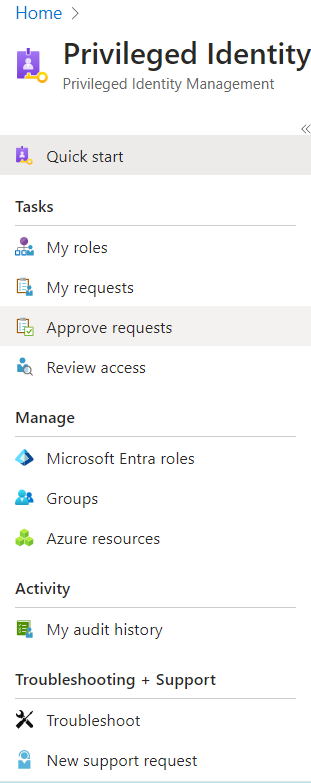 Home
Privileged Identity
Privileged Identity Management
Quick start
Tasks
My roles
My requests
Approve requests
Review access
Manage
Microsoft Entra roles
Groups
Azure resources
Activity
My audit history
Troubleshooting + Support
Troubleshoot
New support request